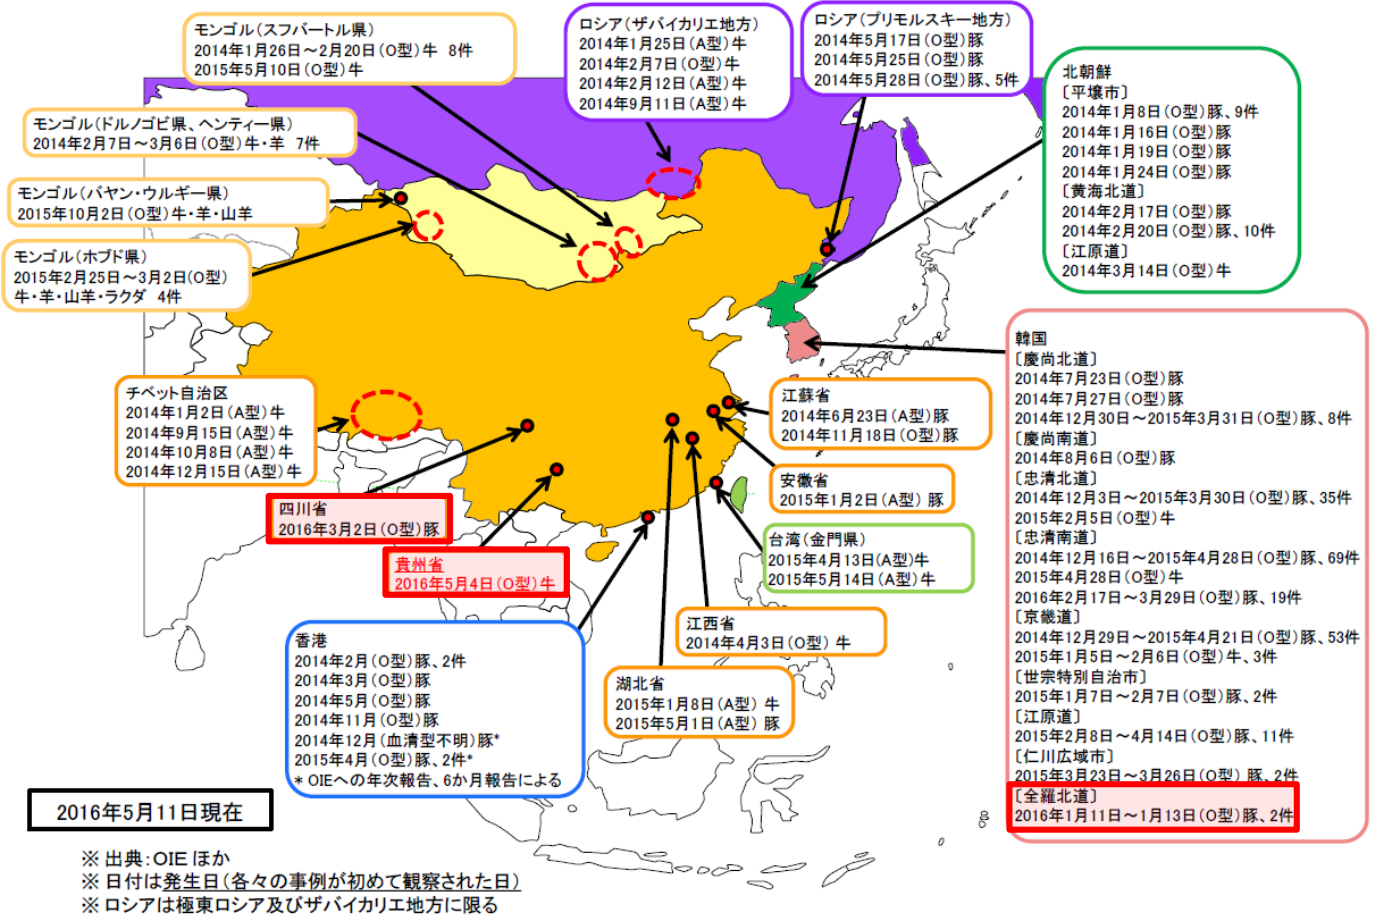 モンゴル(スフバートル県)
2014年1月26日～2月20日(O型)牛 8件
2015年5月10日(O型)牛
ロシア(ザバイカリエ地方)
2014年1月25日(A型)牛
2014年2月7日(O型)牛
2014年2月12日(A型)牛
2014年9月11日(A型)牛
ロシア(プリモルスキー地方)
2014年5月17日(O型)豚
2014年5月25日(O型)豚
2014年5月28日(O型)豚、5件
北朝鮮
〔平壌市〕
2014年1月8日(O型)豚、9件
2014年1月16日(O型)豚
2014年1月19日(O型)豚
2014年1月24日(O型)豚
〔黄海北道〕
2014年2月17日(O型)豚
2014年2月20日(O型)豚、10件
〔江原道〕
2014年3月14日(O型)牛
モンゴル(ドルノゴビ県、ヘンティー県)
2014年2月7日～3月6日(O型)牛・羊 7件
モンゴル(バヤン・ウルギー県)
2015年10月2日(O型)牛・羊・山羊
モンゴル(ホブド県)
2015年2月25日～3月2日(O型)
牛・羊・山羊・ラクダ 4件
韓国
〔慶尚北道〕
2014年7月23日(O型)豚
2014年7月27日(O型)豚
2014年12月30日～2015年3月31日(O型)豚、8件
〔慶尚南道〕
2014年8月6日(O型)豚
〔忠清北道〕
2014年12月3日～2015年3月30日(O型)豚、35件
2015年2月5日(O型)牛
〔忠清南道〕
2014年12月16日～2015年4月28日(O型)豚、69件
2015年4月28日(O型)牛
2016年2月17日～3月29日(O型)豚、19件
〔京畿道〕
2014年12月29日～2015年4月21日(O型)豚、53件
2015年1月5日～2月6日(O型)牛、3件
〔世宗特別自治市〕
2015年1月7日～2月7日(O型)豚、2件
〔江原道〕
2015年2月8日～4月14日(O型)豚、11件
〔仁川広域市〕
2015年3月23日～3月26日(O型) 豚、2件
〔全羅北道〕
2016年1月11日～1月13日(O型)豚、2件
チベット自治区
2014年1月2日(A型)牛
2014年9月15日(A型)牛
2014年10月8日(A型)牛
2014年12月15日(A型)牛
江蘇省
2014年6月23日(A型)豚
2014年11月18日(O型)豚
安徽省
2015年1月2日(A型) 豚
四川省
2016年3月2日(O型)豚
貴州省
2016年5月4日(O型)牛
台湾(金門県)
2015年4月13日(A型)牛
2015年5月14日(A型)牛
江西省
2014年4月3日(O型) 牛
湖北省
2015年1月8日(A型) 牛
2015年5月1日(A型) 豚
香港
2014年2月(O型)豚、2件
2014年3月(O型)豚
2014年5月(O型)豚
2014年11月(O型)豚
2014年12月(血清型不明)豚*
2015年4月(O型)豚、2件*
* OIEへの年次報告、6か月報告による
2016年5月11日現在
※ 出典：OIE ほか
※ 日付は発生日(各々の事例が初めて観察された日)
※ ロシアは極東ロシア及びザバイカリエ地方に限る